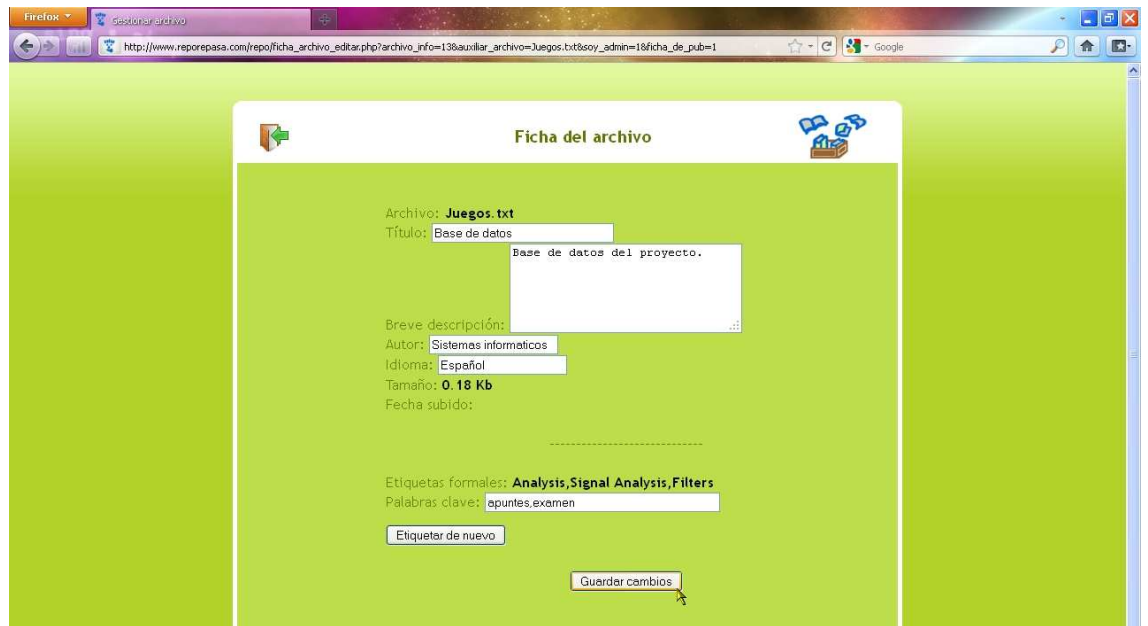 Firefox
Gestionar archivo
http://www.reporepasa.com/repo/ficha_archivo_editar.php?archivo_info=13&auxiliar_archivo=Juegos.txt&soy_admin=1&ficha_de_pub=1
Google
Ficha del archivo
Archivo: Juegos.txt
Título: Base de datos
Base de datos del proyecto.
Breve descripción:
Autor: Sistemas informaticos
Idioma: Español
Tamaño: 0.18 Kb
Fecha subido:
-----------------------------
Etiquetas formales: Analysis,Signal Analysis,Filters
Palabras clave: apuntes,examen
Etiquetar de nuevo
Guardar cambios